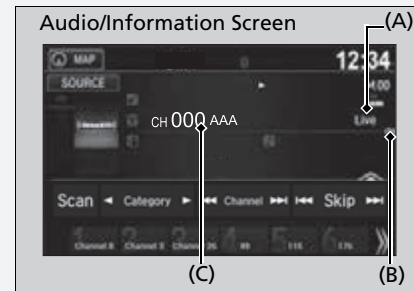 Audio/Information Screen
(A)
MAP
12:34
SOURCE
Live
CH 000 AAA
Scan ◄ Category ► ⏮ Channel ⏭ ⏮ Skip ⏭
(C)
(B)